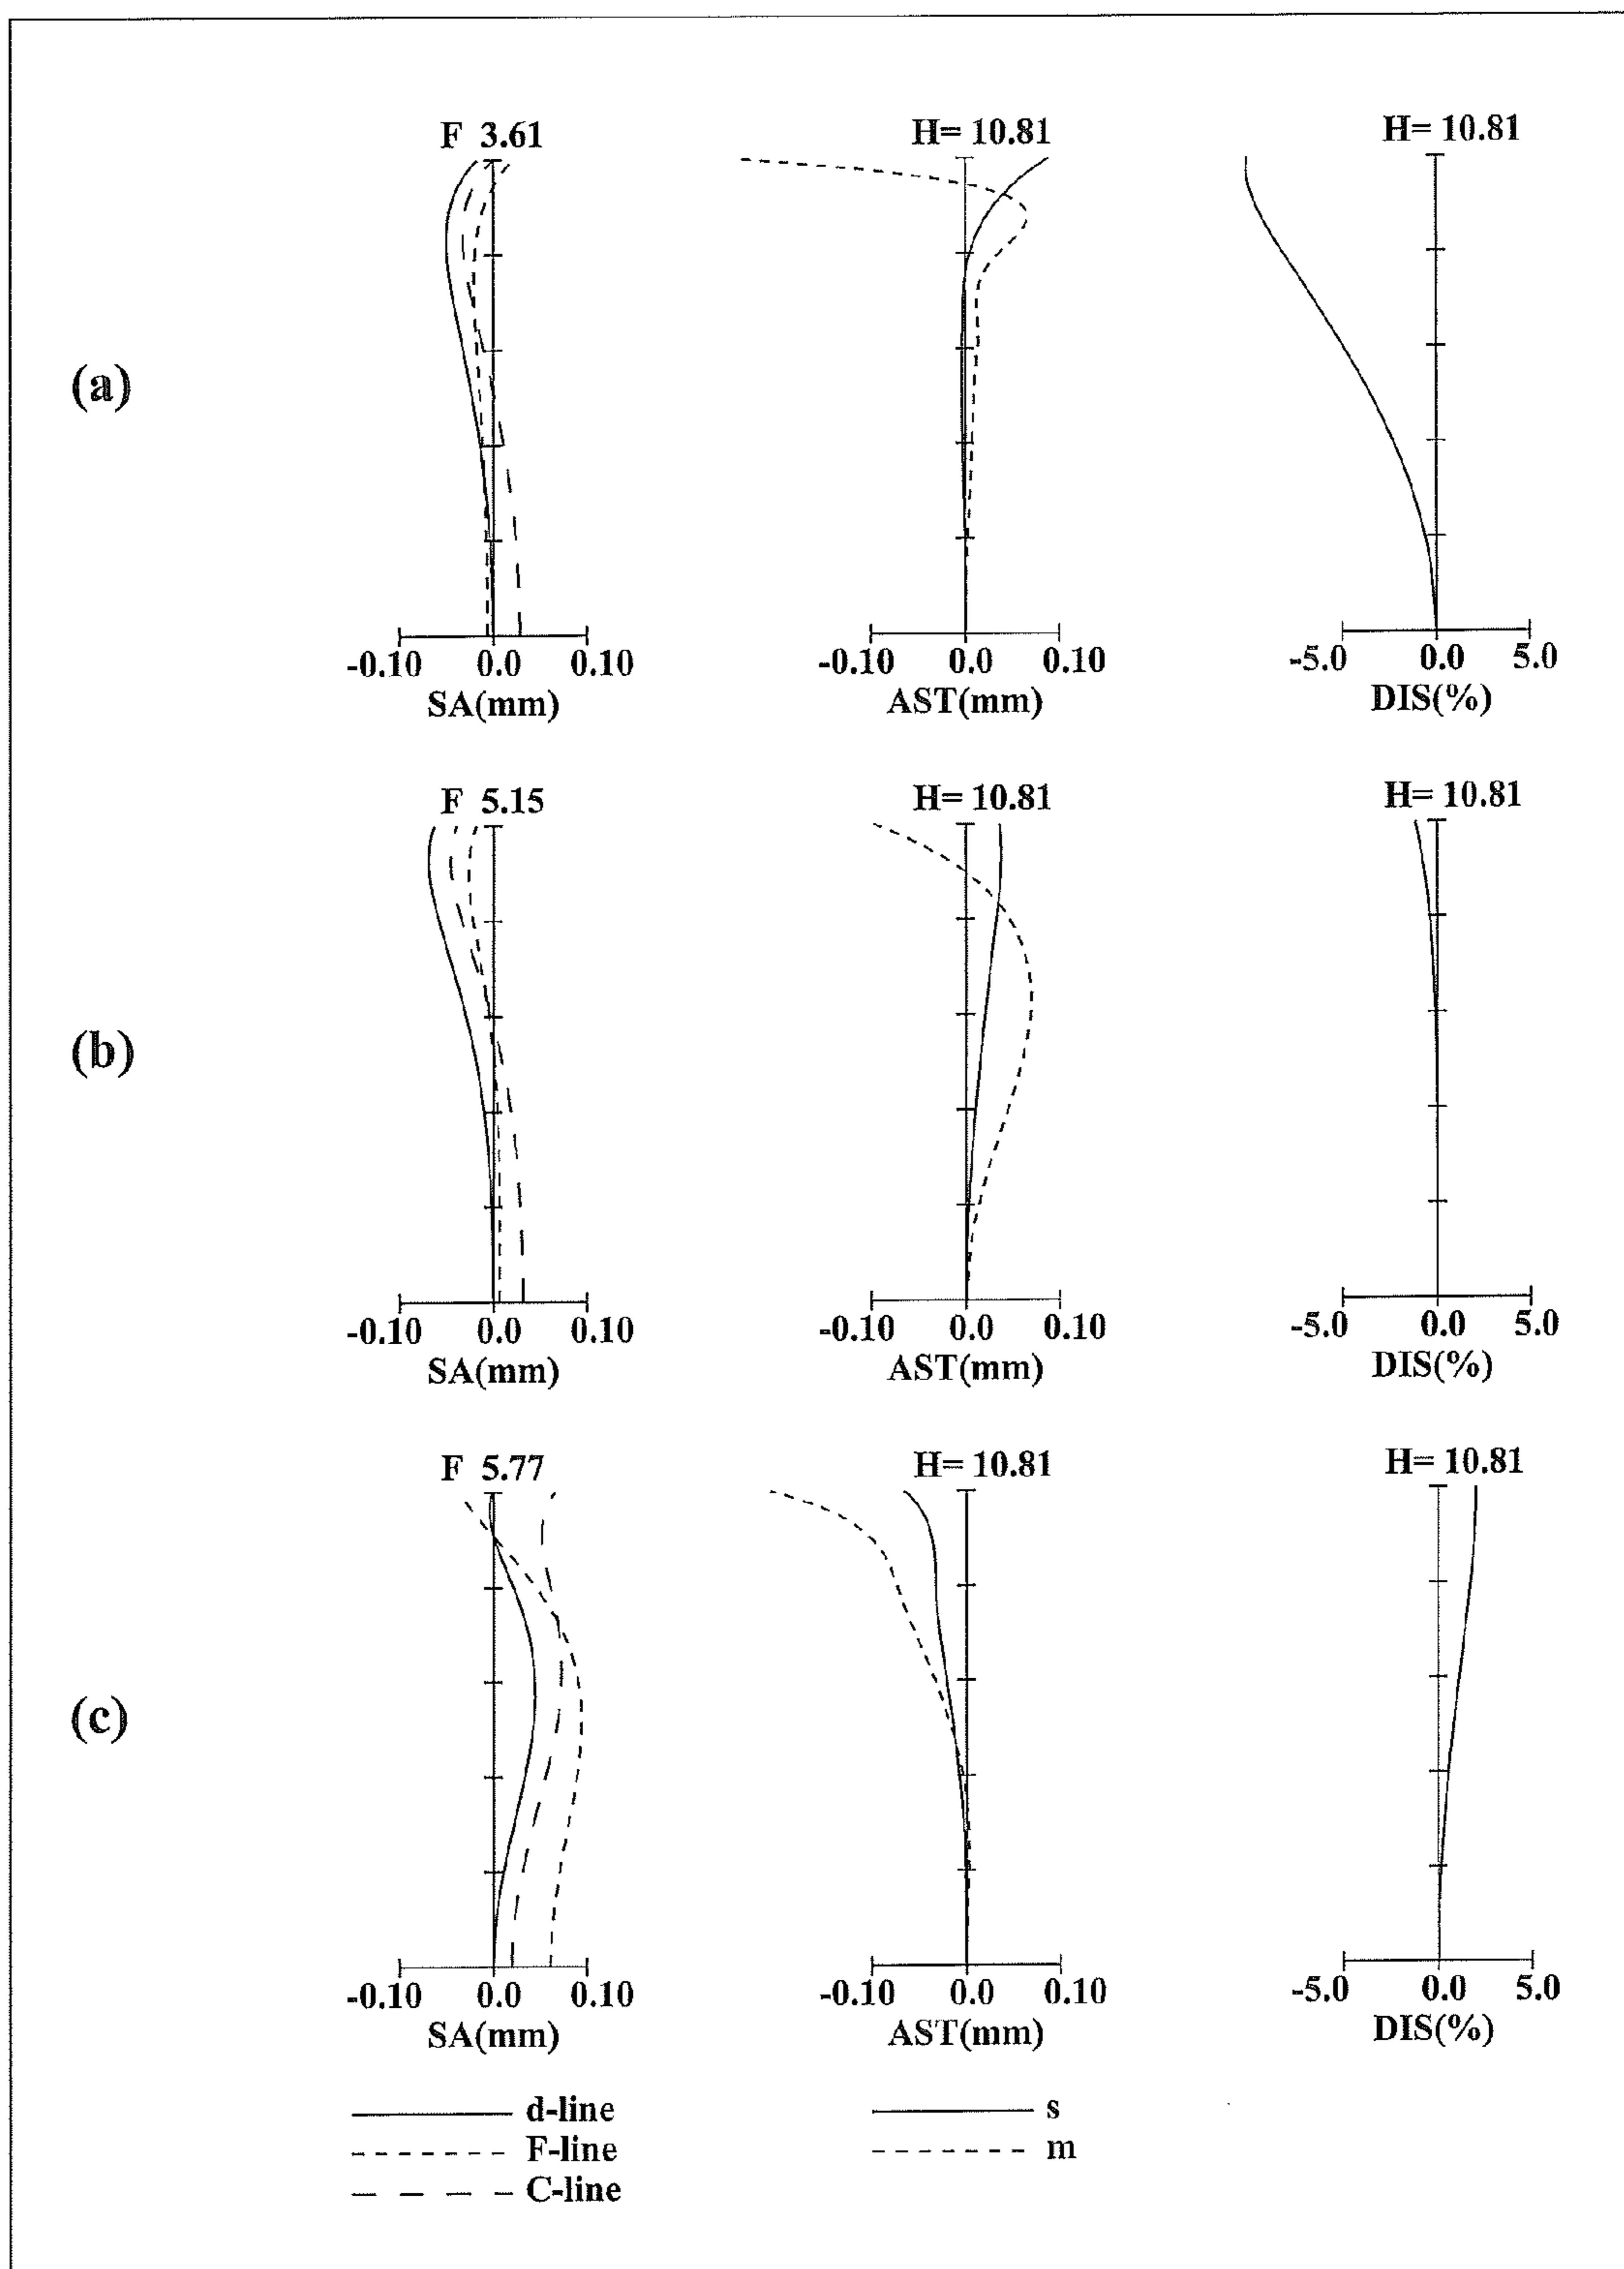 (a)
F 3.61
H= 10.81
H= 10.81
-0.10 0.0 0.10
SA(mm)
-0.10 0.0 0.10
AST(mm)
-5.0 0.0 5.0
DIS(%)
(b)
F 5.15
H= 10.81
H= 10.81
-0.10 0.0 0.10
SA(mm)
-0.10 0.0 0.10
AST(mm)
-5.0 0.0 5.0
DIS(%)
(c)
F 5.77
H= 10.81
H= 10.81
-0.10 0.0 0.10
SA(mm)
-0.10 0.0 0.10
AST(mm)
-5.0 0.0 5.0
DIS(%)
d-line
F-line
C-line
s
m